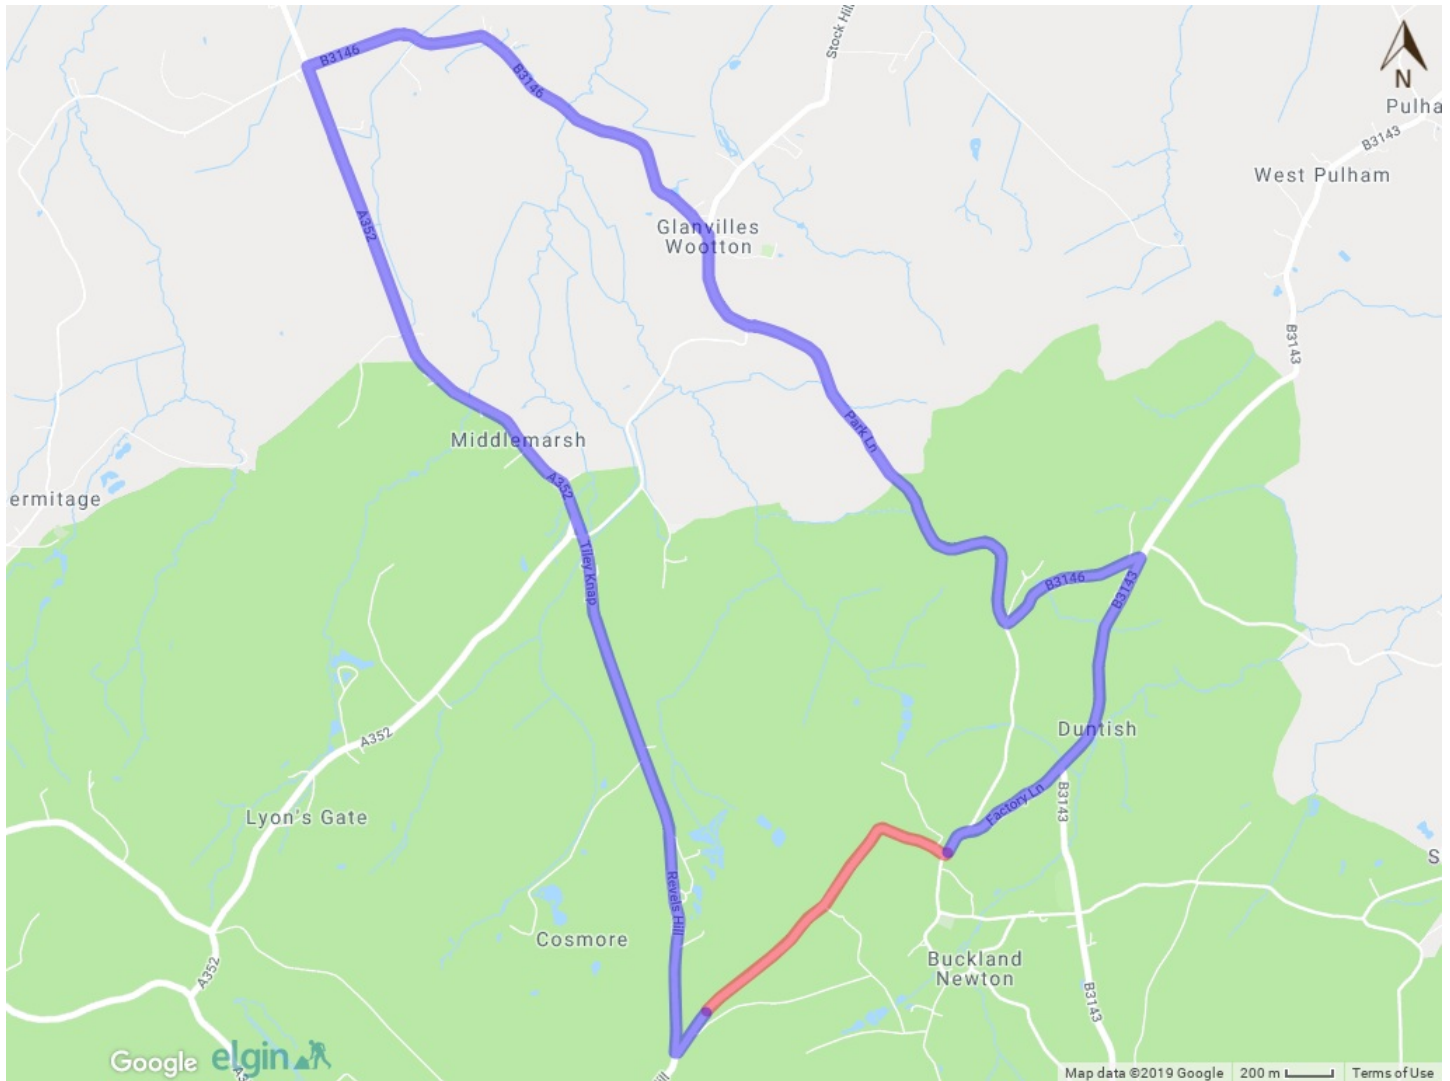 B3146
Stock Hill
N
Pulha
B3143
B3146
West Pulham
Glanvilles
Wootton
A352
B3143
Park Ln
Middlemarsh
A352
ermitage
Tiley Knap
B3146
B3143
Duntish
A352
Factory Ln
B3143
Lyon's Gate
S
Revels Hill
Cosmore
Buckland
Newton
A352
B3143
Google
elgin
A3
ill
Map data ©2019 Google
200 m
Terms of Use